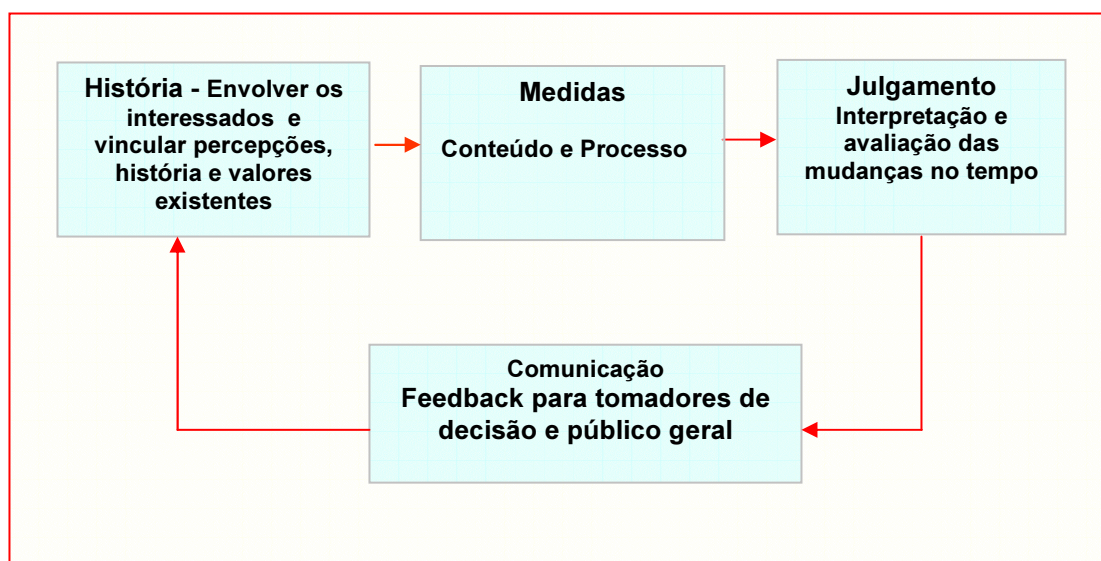 História - Envolver os
interessados e
vincular percepções,
história e valores
existentes
Medidas
Conteúdo e Processo
Julgamento
Interpretação e
avaliação das
mudanças no tempo
Comunicação
Feedback para tomadores de
decisão e público geral